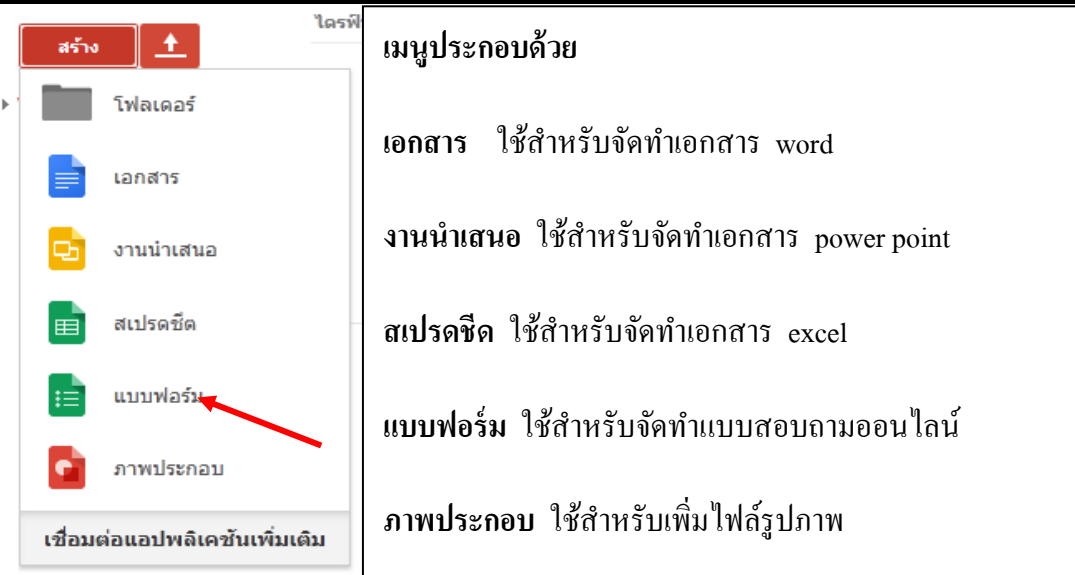 ไดรฟ์
สร้าง
โฟลเดอร์
เอกสาร
งานนำเสนอ
สเปรดชีต
แบบฟอร์ม
ภาพประกอบ
เชื่อมต่อแอปพลิเคชันเพิ่มเติม
เมนูประกอบด้วย
เอกสาร ใช้สำหรับจัดทำเอกสาร word
งานนำเสนอ ใช้สำหรับจัดทำเอกสาร power point
สเปรดชีด ใช้สำหรับจัดทำเอกสาร excel
แบบฟอร์ม ใช้สำหรับจัดทำแบบสอบถามออนไลน์
ภาพประกอบ ใช้สำหรับเพิ่มไฟล์รูปภาพ